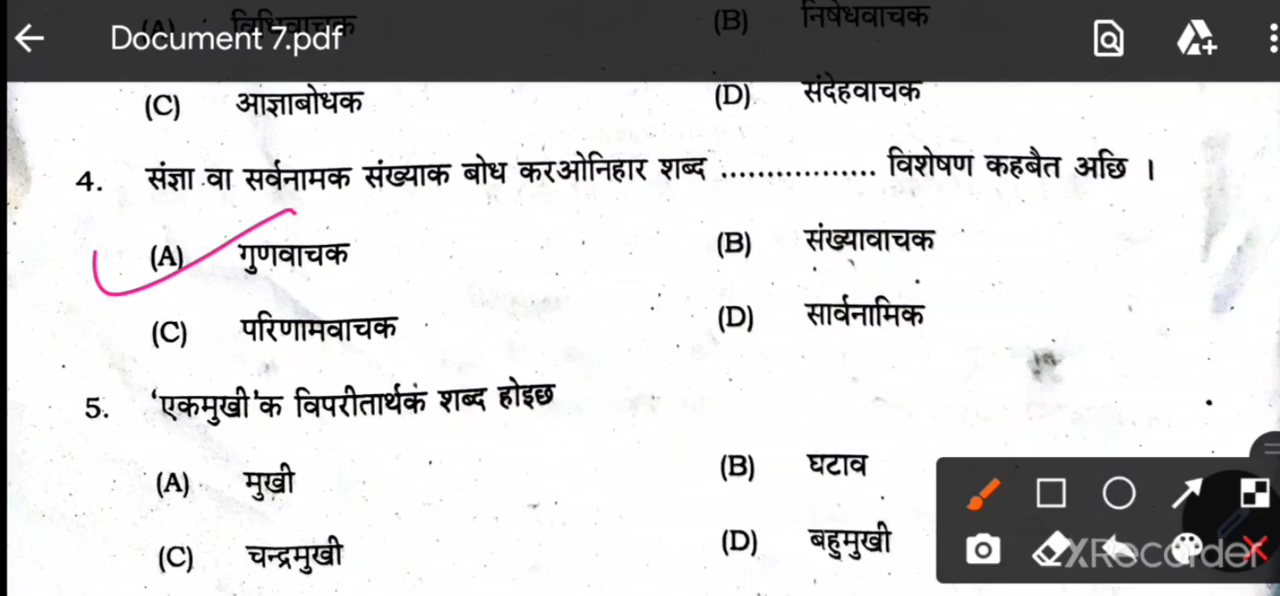 (A) विधिवाचक (B) निषेधवाचक
Document 7.pdf
(C) आज्ञाबोधक (D) संदेहवाचक
4. संज्ञा वा सर्वनामक संख्याक बोध करओनिहार शब्द ................. विशेषण कहबैत अछि ।
(A) गुणवाचक (B) संख्यावाचक
(C) परिणामवाचक (D) सार्वनामिक
5. 'एकमुखी'क विपरीतार्थक शब्द होइछ
(A) मुखी (B) घटाव
(C) चन्द्रमुखी (D) बहुमुखी
XRecorder